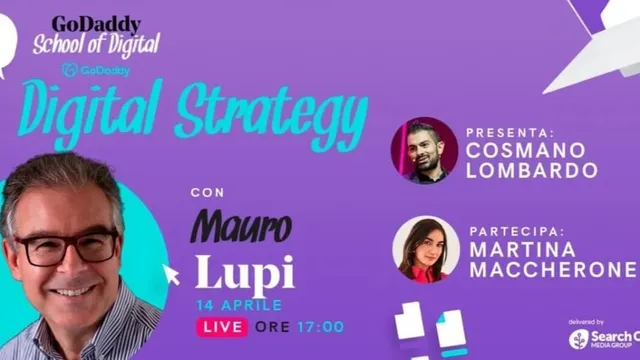 GoDaddy
School of Digital
GoDaddy
Digital Strategy
CON
Mauro
Lupi
14 APRILE
LIVE ORE 17:00
PRESENTA:
COSMANO
LOMBARDO
PARTECIPA:
MARTINA
MACCHERONE
delivered by
Search
MEDIA GROUP